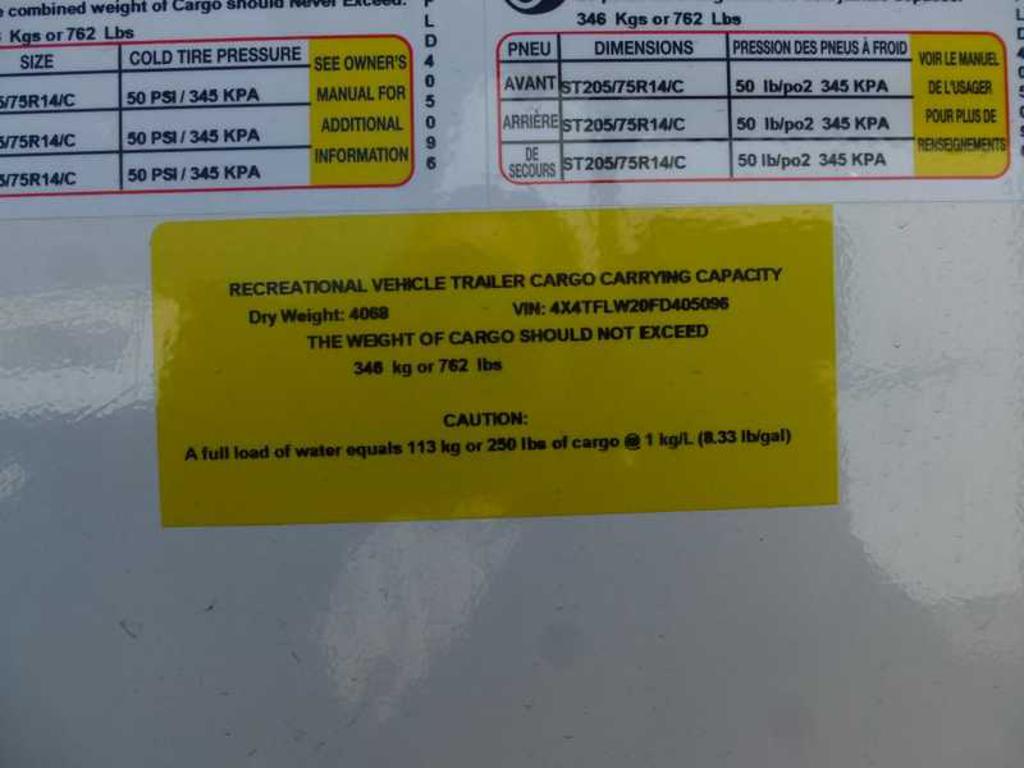 combined weight of Cargo should Never Exceed.
Kgs or 762 Lbs
SIZE COLD TIRE PRESSURE SEE OWNER'S MANUAL FOR ADDITIONAL INFORMATION
5/75R14/C 50 PSI / 345 KPA
5/75R14/C 50 PSI / 345 KPA
5/75R14/C 50 PSI / 345 KPA
L
D
4
0
5
0
9
6
346 Kgs or 762 Lbs
PNEU DIMENSIONS PRESSION DES PNEUS À FROID VOIR LE MANUEL DE L'USAGER POUR PLUS DE RENSEIGNEMENTS
AVANT ST205/75R14/C 50 lb/po2 345 KPA
ARRIÈRE ST205/75R14/C 50 lb/po2 345 KPA
DE SECOURS ST205/75R14/C 50 lb/po2 345 KPA
RECREATIONAL VEHICLE TRAILER CARGO CARRYING CAPACITY
Dry Weight: 4068 VIN: 4X4TFLW20FD405096
THE WEIGHT OF CARGO SHOULD NOT EXCEED
346 kg or 762 lbs
CAUTION:
A full load of water equals 113 kg or 250 lbs of cargo @ 1 kg/L (8.33 lb/gal)